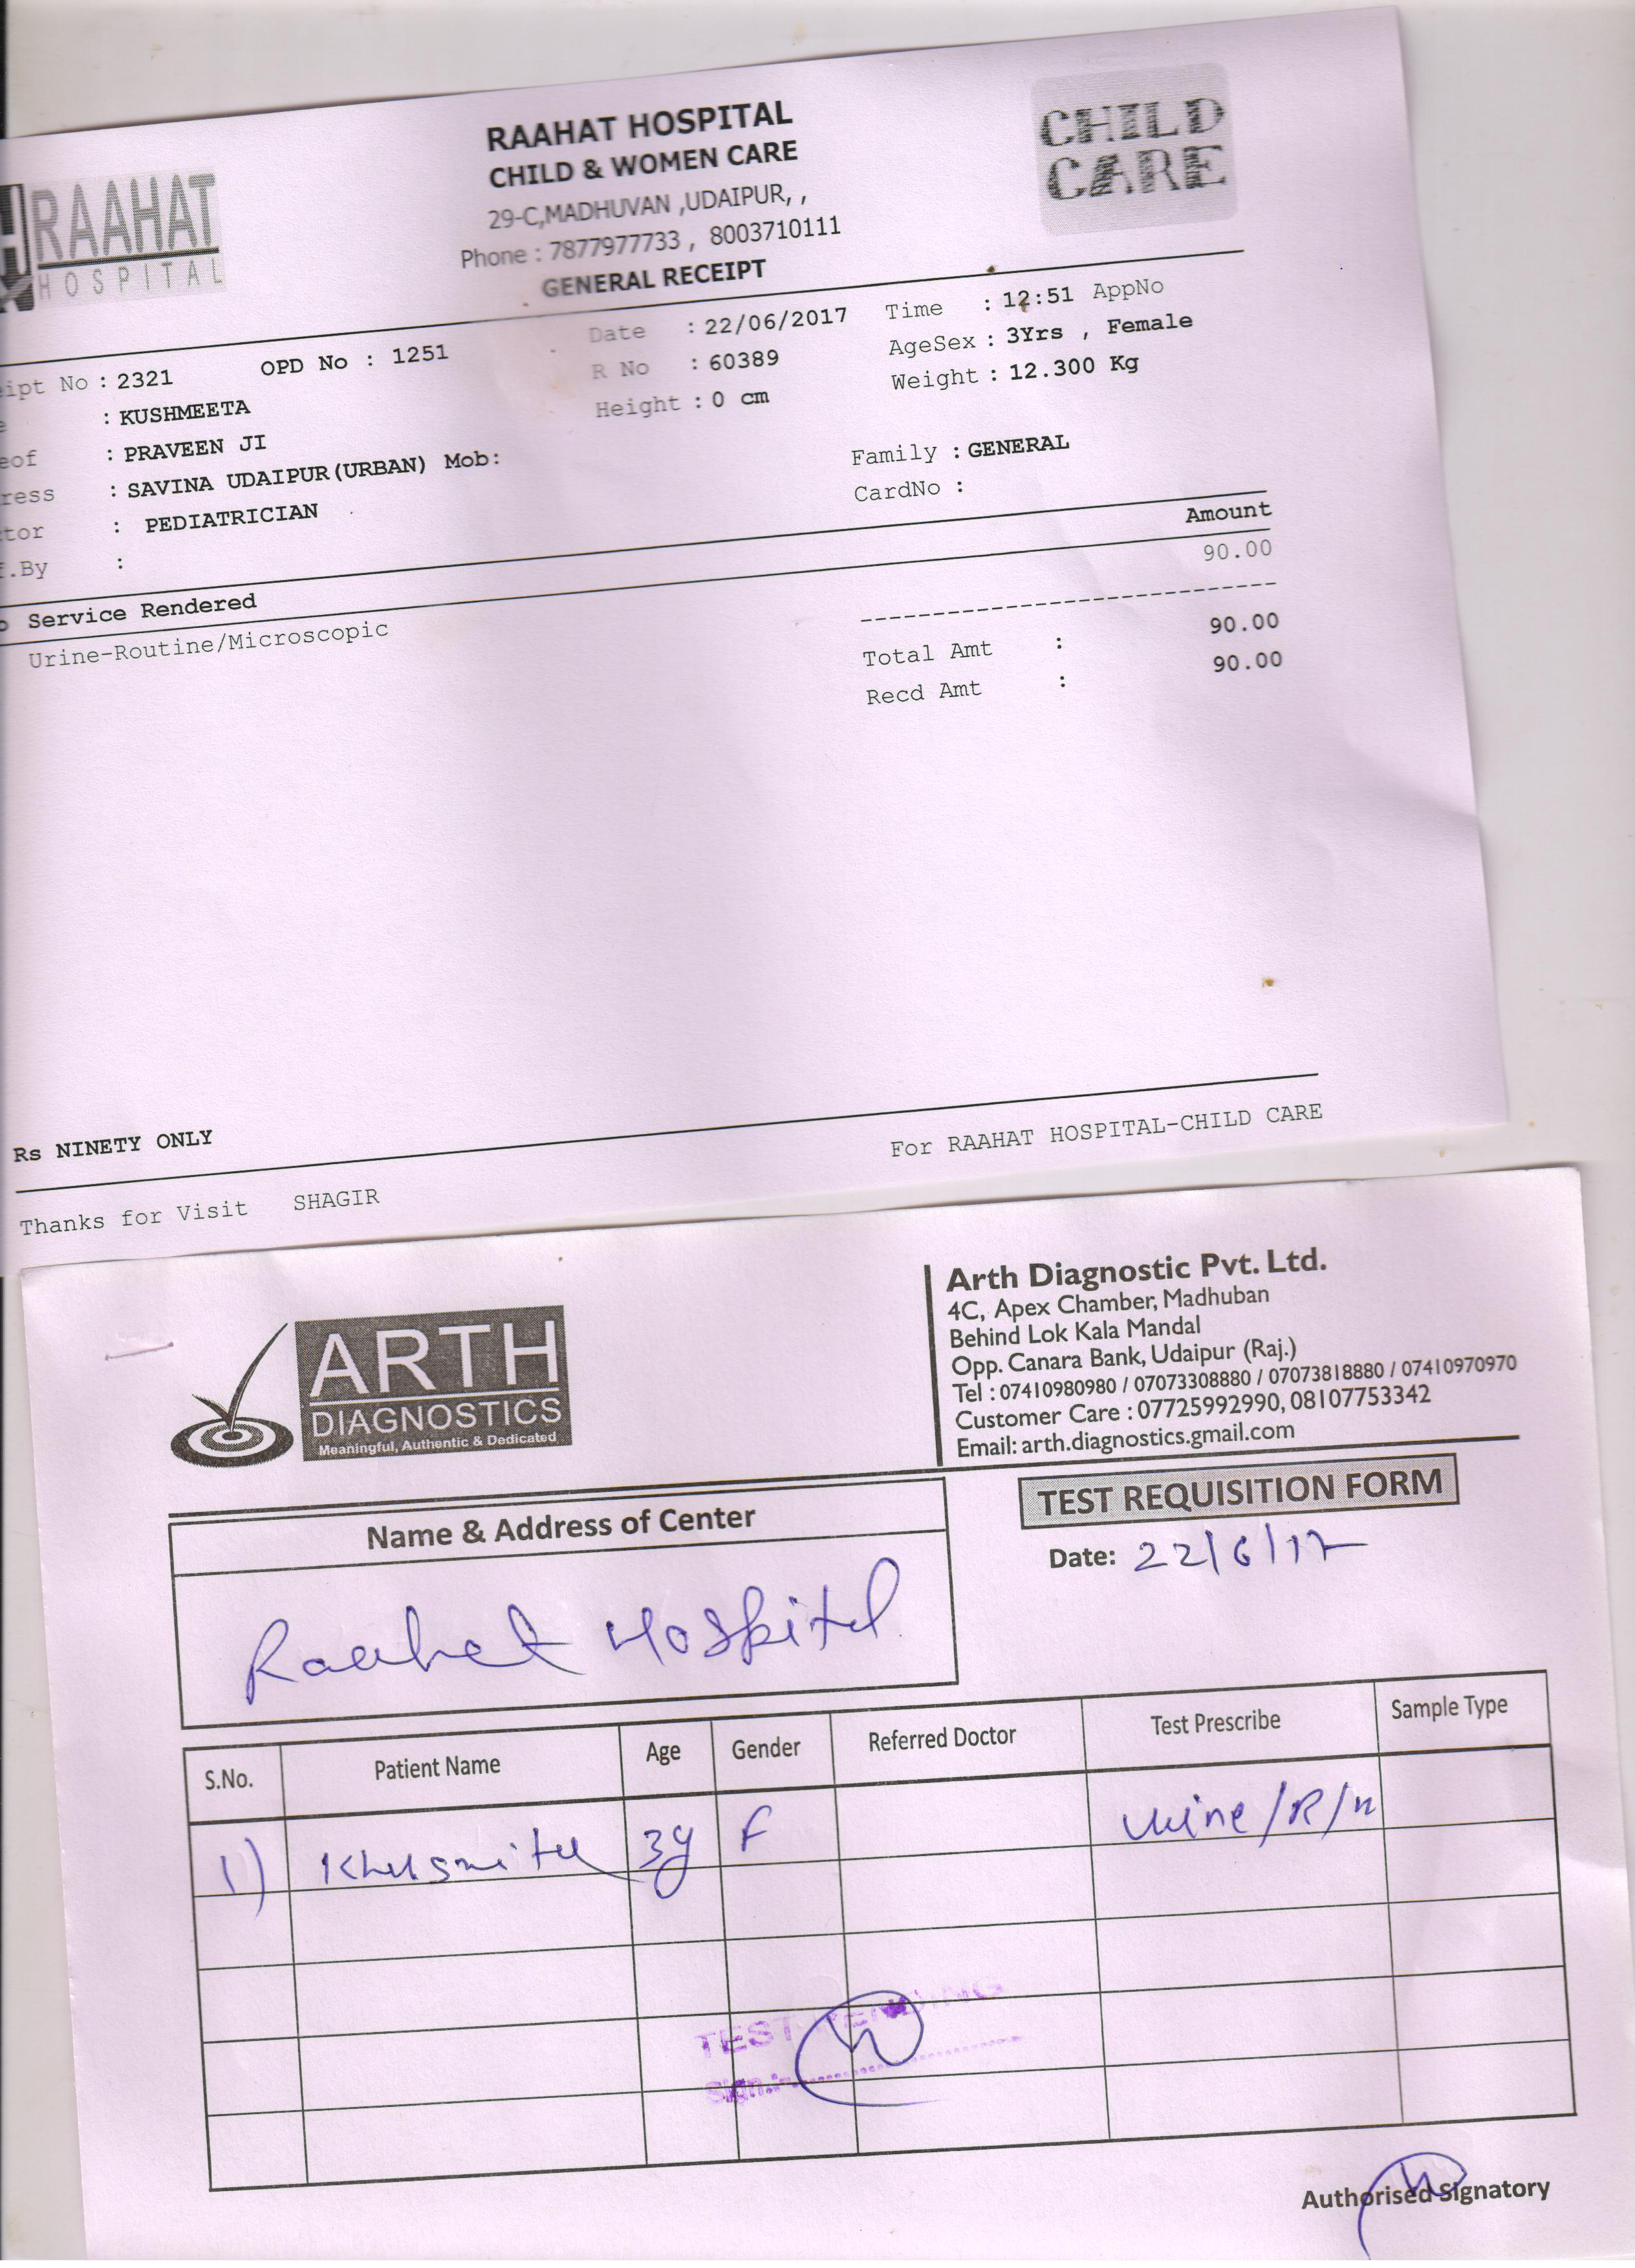 RAAHAT HOSPITAL
CHILD & WOMEN CARE
29-C,MADHUVAN ,UDAIPUR, ,
Phone : 7877977733 , 8003710111
GENERAL RECEIPT
RAAHAT
HOSPITAL
CHILD
CARE
ipt No : 2321 OPD No : 1251 Date : 22/06/2017 Time : 12:51 AppNo
e : KUSHMEETA R No : 60389 AgeSex : 3Yrs , Female
eof : PRAVEEN JI Height : 0 cm Weight : 12.300 Kg
ress : SAVINA UDAIPUR(URBAN) Mob:
tor : PEDIATRICIAN Family : GENERAL
.By : CardNo :
o Service Rendered Amount
Urine-Routine/Microscopic 90.00
Total Amt : 90.00
Recd Amt : 90.00
Rs NINETY ONLY
For RAAHAT HOSPITAL-CHILD CARE
Thanks for Visit SHAGIR
ARTH
DIAGNOSTICS
Meaningful, Authentic & Dedicated
Arth Diagnostic Pvt. Ltd.
4C, Apex Chamber, Madhuban
Behind Lok Kala Mandal
Opp. Canara Bank, Udaipur (Raj.)
Tel : 07410980980 / 07073308880 / 07073818880 / 07410970970
Customer Care : 07725992990, 08107753342
Email: arth.diagnostics.gmail.com
Name & Address of Center
Raahat Hospital
TEST REQUISITION FORM
Date: 22/6/17
S.No. Patient Name Age Gender Referred Doctor Test Prescribe Sample Type
1) Khusmita 3y F Urine/R/M
TEST PENDING
Sign.:-
Authorised Signatory